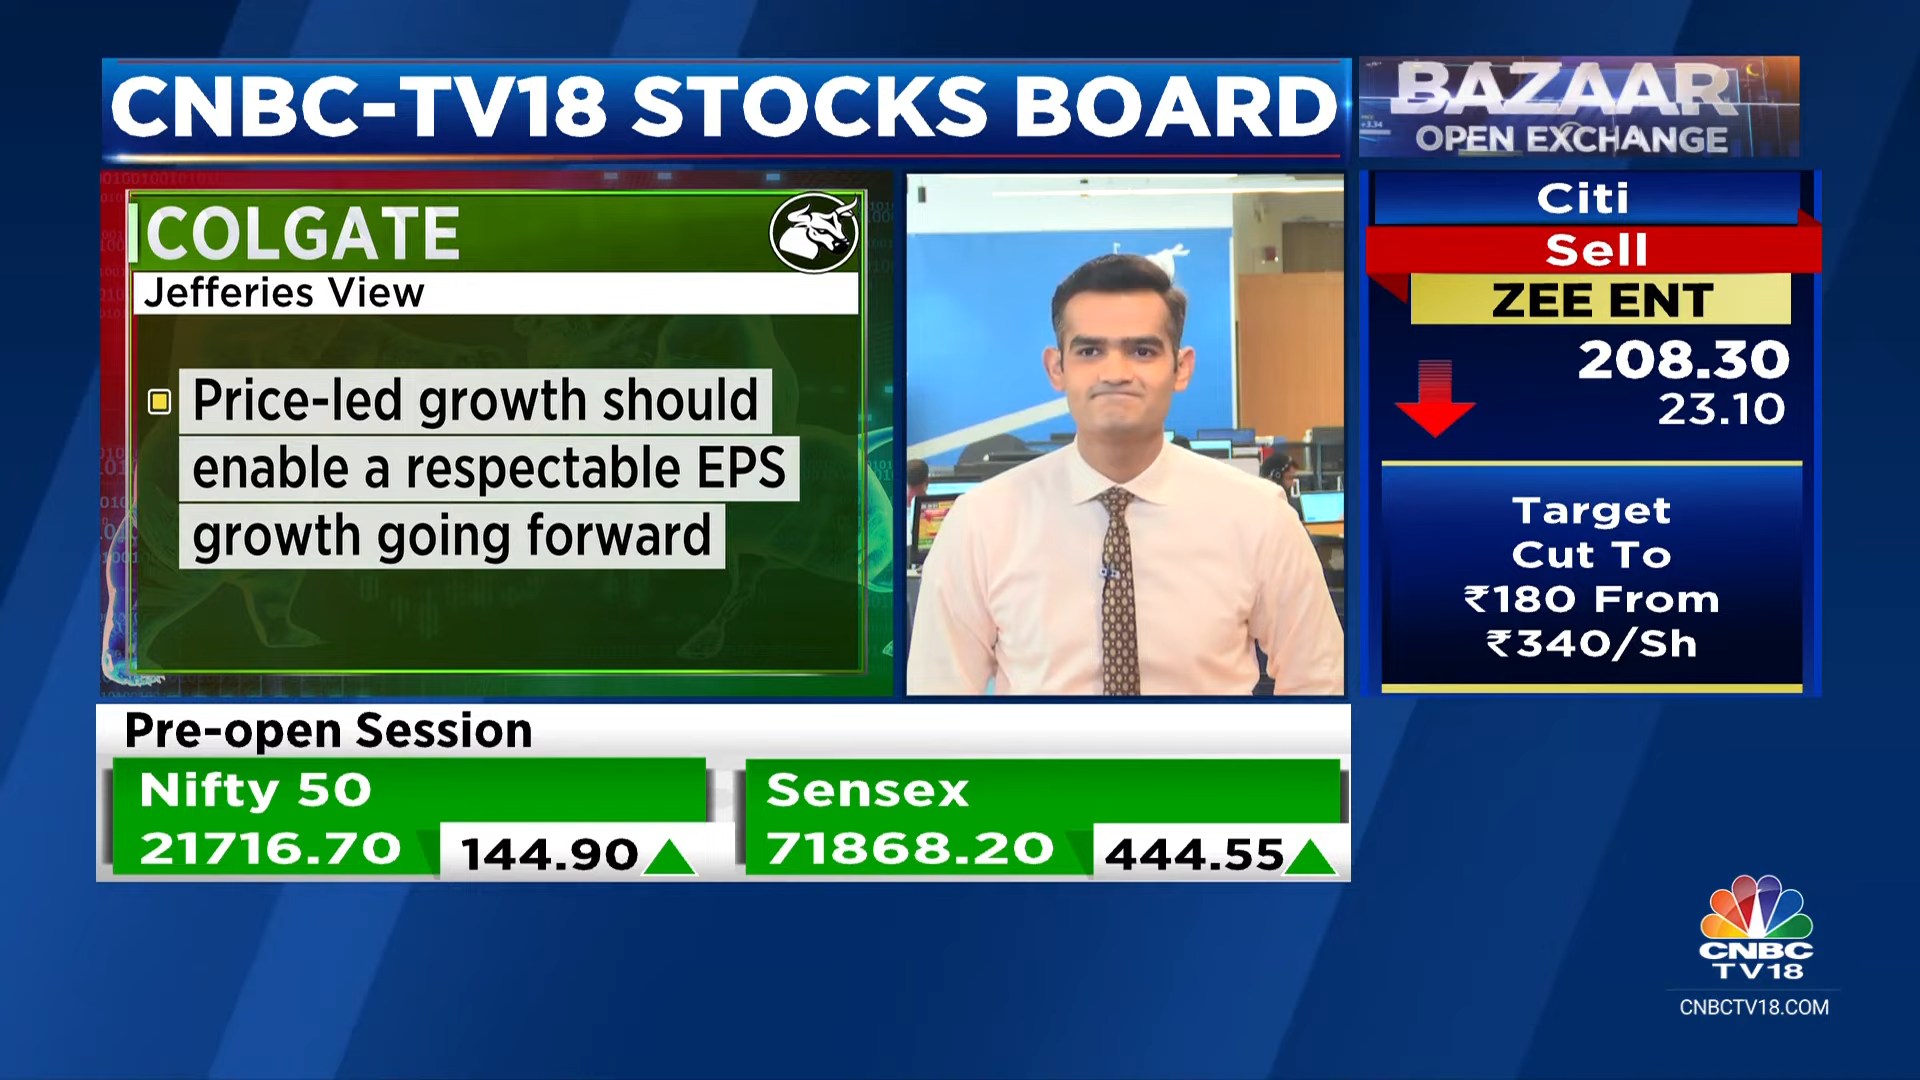 CNBC-TV18 STOCKS BOARD
BAZAAR
OPEN EXCHANGE
COLGATE
Jefferies View
Price-led growth should
enable a respectable EPS
growth going forward
Citi
Sell
ZEE ENT
208.30
23.10
Target
Cut To
₹180 From
₹340/Sh
Pre-open Session
Nifty 50
21716.70
144.90
Sensex
71868.20
444.55
CNBC
TV18
CNBCTV18.COM